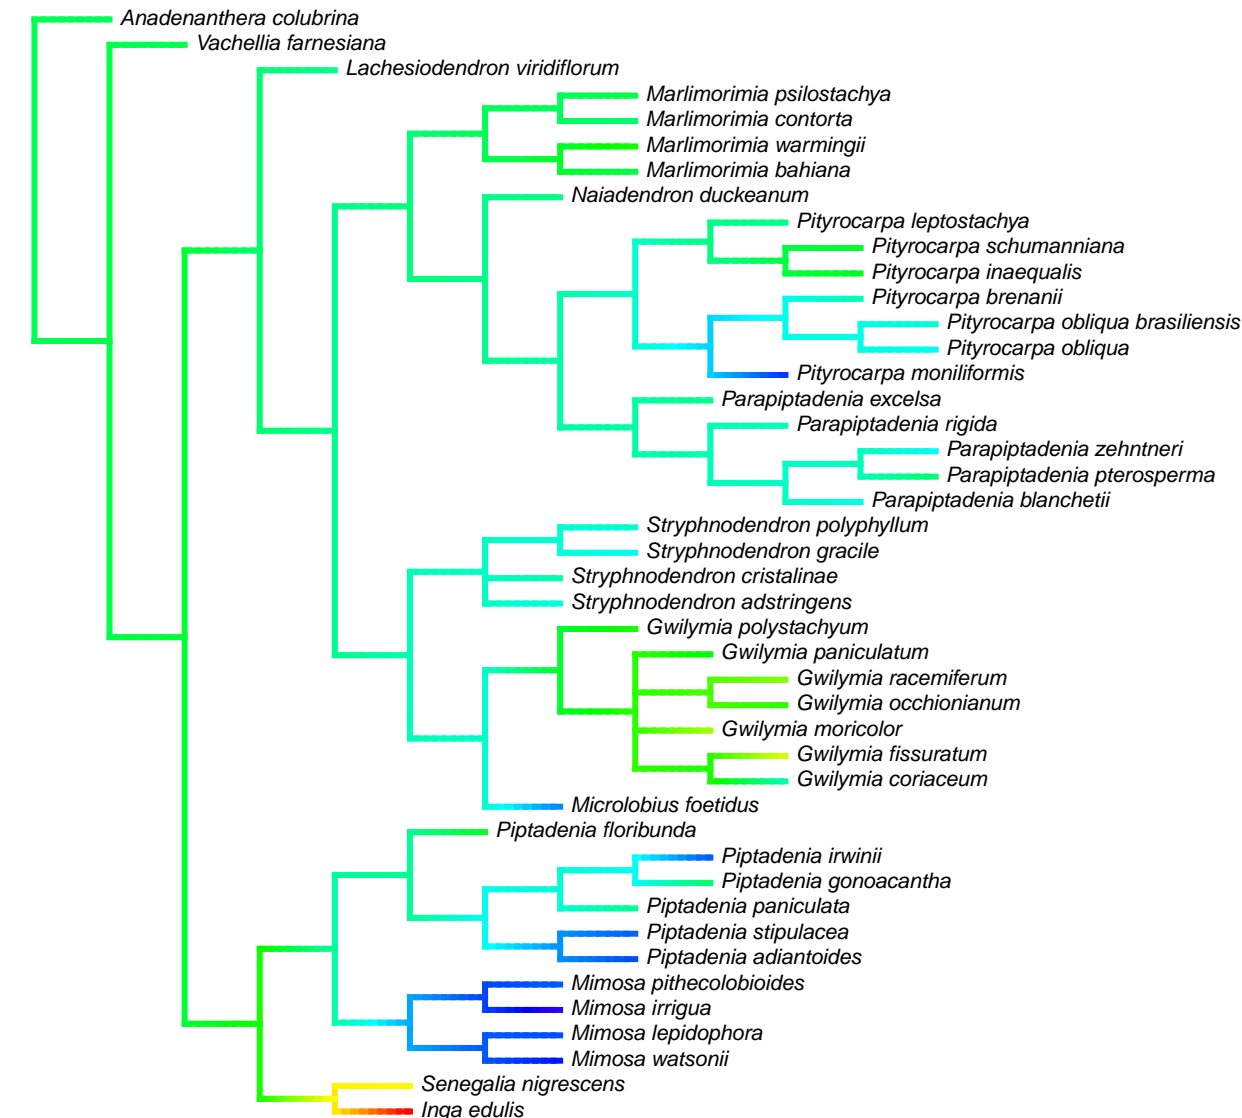 Anadenanthera colubrina
Vachellia farnesiana
Lachesiodendron viridiflorum
Marlimorimia psilostachya
Marlimorimia contorta
Marlimorimia warmingii
Marlimorimia bahiana
Naiadendron duckeanum
Pityrocarpa leptostachya
Pityrocarpa schumanniana
Pityrocarpa inaequalis
Pityrocarpa brenanii
Pityrocarpa obliqua brasiliensis
Pityrocarpa obliqua
Pityrocarpa moniliformis
Parapiptadenia excelsa
Parapiptadenia rigida
Parapiptadenia zehntneri
Parapiptadenia pterosperma
Parapiptadenia blanchetii
Stryphnodendron polyphyllum
Stryphnodendron gracile
Stryphnodendron cristalinae
Stryphnodendron adstringens
Gwilymia polystachyum
Gwilymia paniculatum
Gwilymia racemiferum
Gwilymia occhionianum
Gwilymia moricolor
Gwilymia fissuratum
Gwilymia coriaceum
Microlobius foetidus
Piptadenia floribunda
Piptadenia irwinii
Piptadenia gonoacantha
Piptadenia paniculata
Piptadenia stipulacea
Piptadenia adiantoides
Mimosa pithecolobioides
Mimosa irrigua
Mimosa lepidophora
Mimosa watsonii
Senegalia nigrescens
Inga edulis